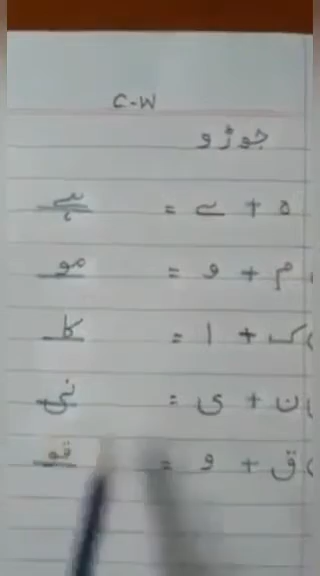 C-W
جوڑو
ہ + ے = ہے
م + و = مو
ک + ا = کا
ن + ی = نی
ق + و = قو